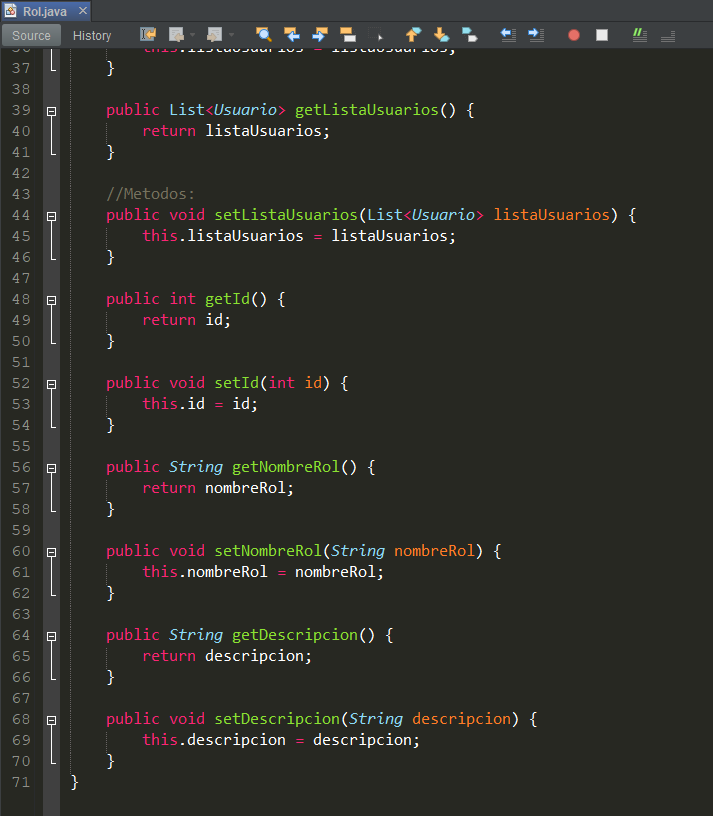 Rol.java
Source History
36 this.listaUsuarios = listaUsuarios;
37 }
38
39 public List<Usuario> getListaUsuarios() {
40 return listaUsuarios;
41 }
42
43 //Metodos:
44 public void setListaUsuarios(List<Usuario> listaUsuarios) {
45 this.listaUsuarios = listaUsuarios;
46 }
47
48 public int getId() {
49 return id;
50 }
51
52 public void setId(int id) {
53 this.id = id;
54 }
55
56 public String getNombreRol() {
57 return nombreRol;
58 }
59
60 public void setNombreRol(String nombreRol) {
61 this.nombreRol = nombreRol;
62 }
63
64 public String getDescripcion() {
65 return descripcion;
66 }
67
68 public void setDescripcion(String descripcion) {
69 this.descripcion = descripcion;
70 }
71 }